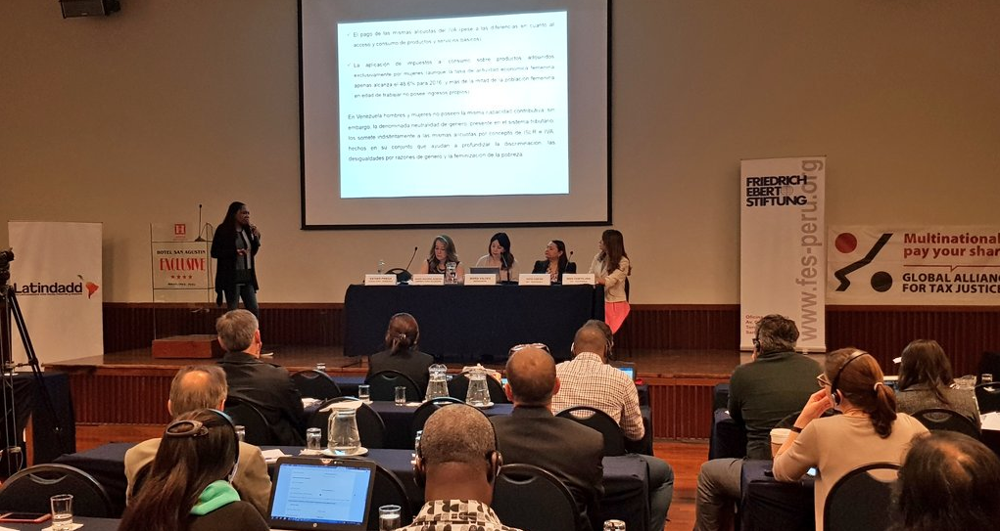 ✓ El pago de las mismas alícuotas del IVA (pese a las diferencias en cuanto al
acceso y consumo de productos y servicios básicos).
✓ La aplicación de impuestos a consumo sobre productos adquiridos
exclusivamente por mujeres (aunque la tasa de actividad económica femenina
apenas alcanza el 48.6% para 2016, y más de la mitad de la población femenina
en edad de trabajar no posee ingresos propios).
En Venezuela hombres y mujeres no poseen la misma capacidad contributiva, sin
embargo, la denominada neutralidad de género, presente en el sistema tributario,
los somete indistintamente a las mismas alícuotas por concepto de ISLR e IVA,
hechos en su conjunto que ayudan a profundizar la discriminación, las
desigualdades por razones de género y la feminización de la pobreza.
Latindadd
H
HOTEL SAN AGUSTIN
EXCLUSIVE
FRIEDRICH
EBERT
STIFTUNG
www.fes-peru.org
Multinational
pay your shar
GLOBAL ALLIANC
FOR TAX JUSTICE